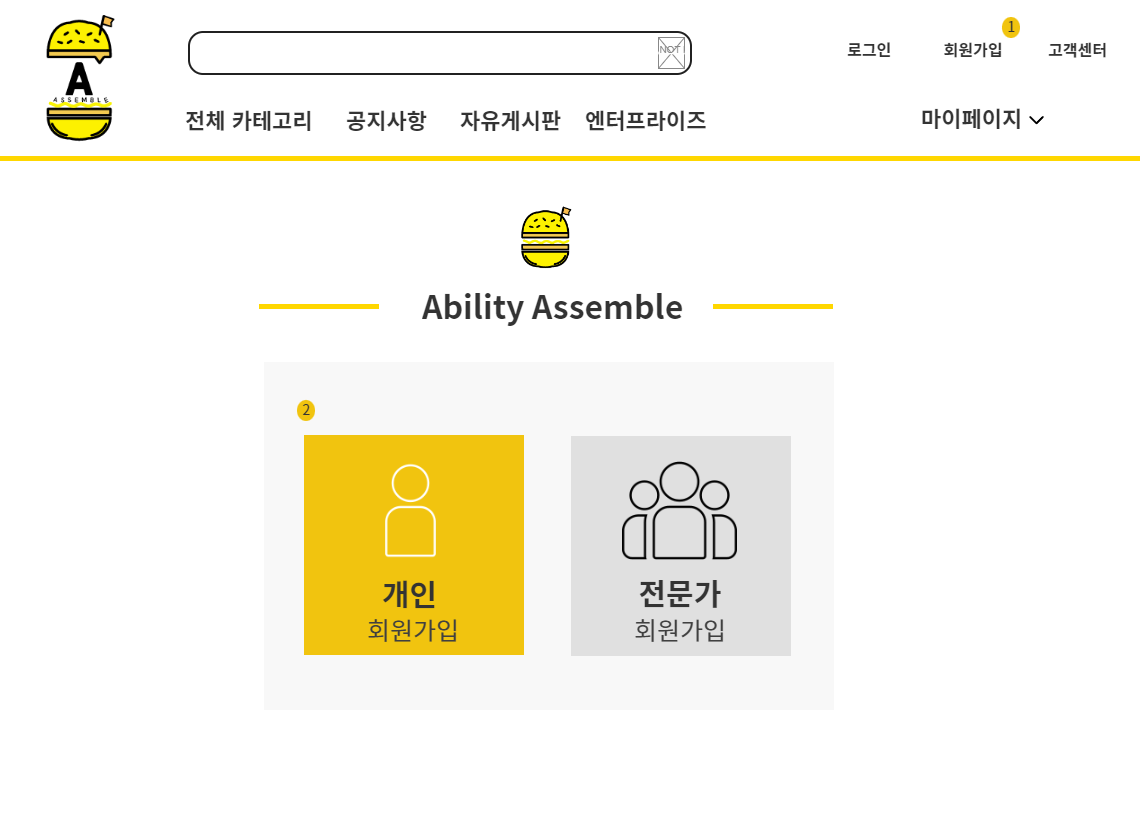 1
로그인 회원가입 고객센터
NOT
A
ASSEMBLE
전체 카테고리 공지사항 자유게시판 엔터프라이즈 마이페이지
Ability Assemble
2
개인
회원가입
전문가
회원가입